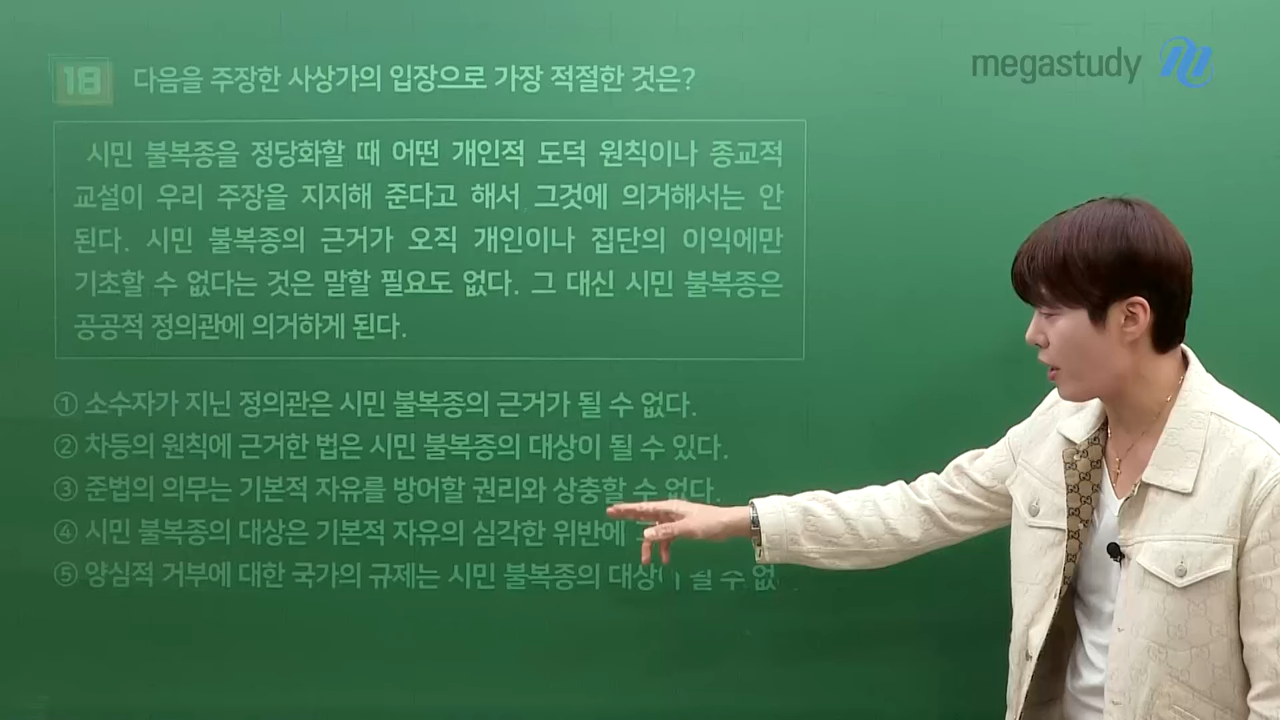 megastudy
18 다음을 주장한 사상가의 입장으로 가장 적절한 것은?
시민 불복종을 정당화할 때 어떤 개인적 도덕 원칙이나 종교적
교설이 우리 주장을 지지해 준다고 해서 그것에 의거해서는 안
된다. 시민 불복종의 근거가 오직 개인이나 집단의 이익에만
기초할 수 없다는 것은 말할 필요도 없다. 그 대신 시민 불복종은
공공적 정의관에 의거하게 된다.
① 소수자가 지닌 정의관은 시민 불복종의 근거가 될 수 없다.
② 차등의 원칙에 근거한 법은 시민 불복종의 대상이 될 수 있다.
③ 준법의 의무는 기본적 자유를 방어할 권리와 상충할 수 없다.
④ 시민 불복종의 대상은 기본적 자유의 심각한 위반에
⑤ 양심적 거부에 대한 국가의 규제는 시민 불복종의 대상이 될 수